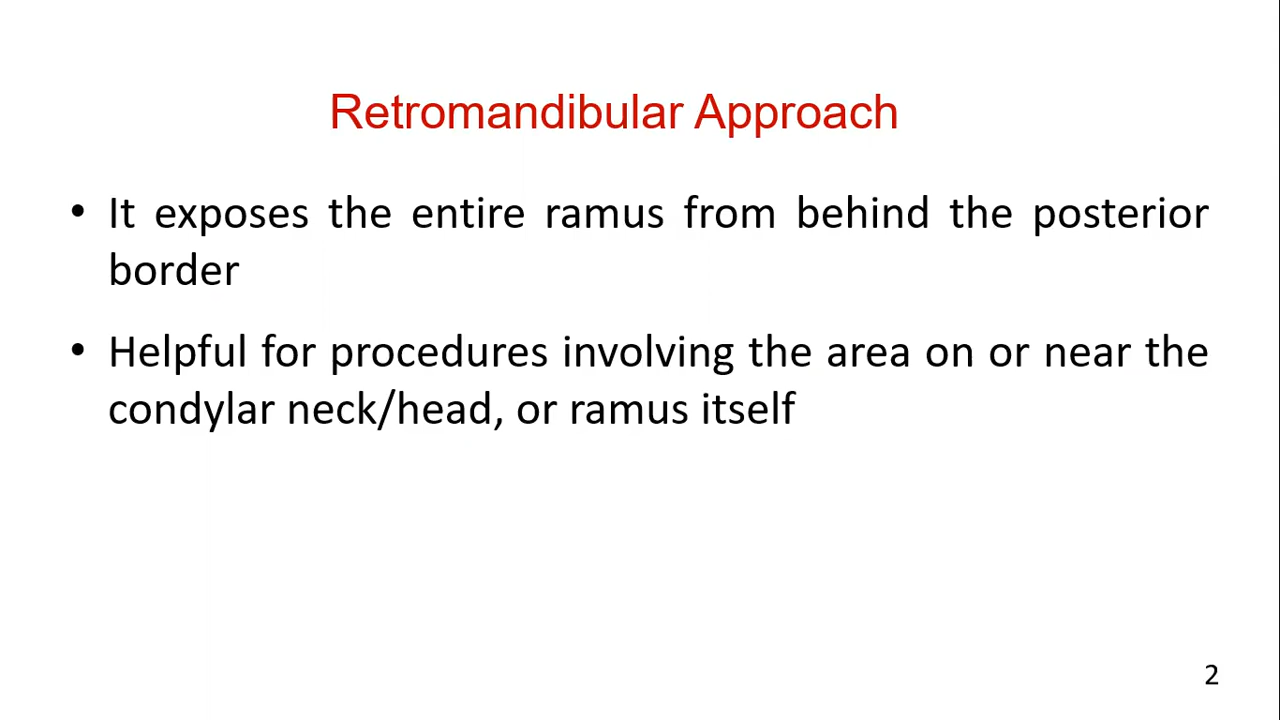 Retromandibular Approach
• It exposes the entire ramus from behind the posterior
border
• Helpful for procedures involving the area on or near the
condylar neck/head, or ramus itself
2